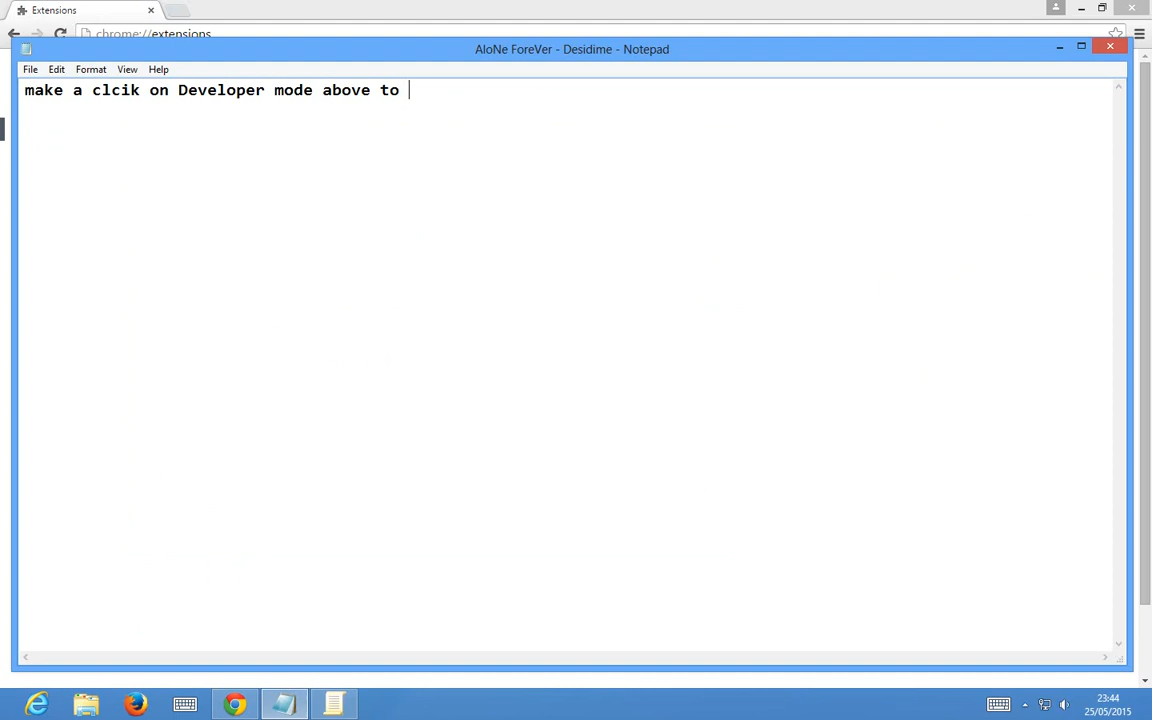 Extensions
chrome://extensions
AloNe ForeVer - Desidime - Notepad
File Edit Format View Help
make a clcik on Developer mode above to
23:44
25/05/2015